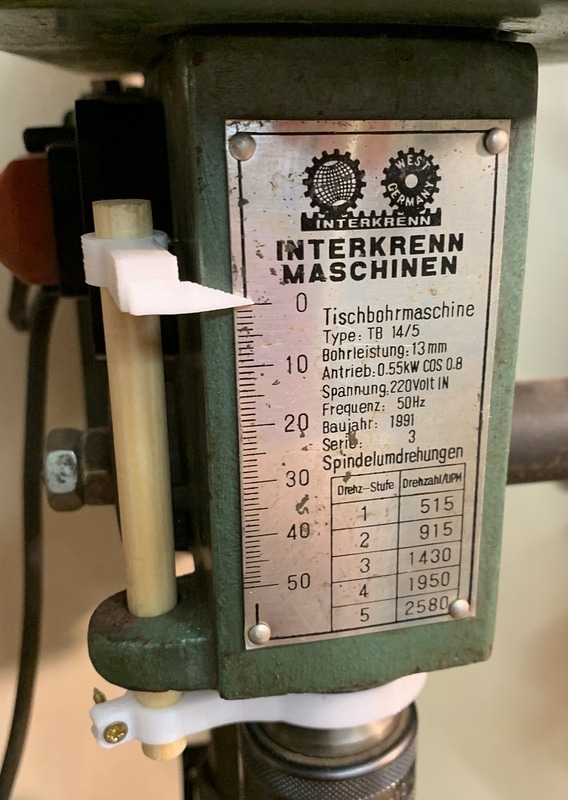 WEST GERMANY
INTERKRENN
INTERKRENN
MASCHINEN
0
10
20
30
40
50
Tischbohrmaschine
Type: TB 14/5
Bohrleistung: 13 mm
Antrieb: 0.55kW COS 0.8
Spannung: 220Volt IN
Frequenz: 50Hz
Baujahr: 1991
Serie: 3
Spindelumdrehungen
Drehz-Stufe Drehzahl/UPM
1 515
2 915
3 1430
4 1950
5 2580